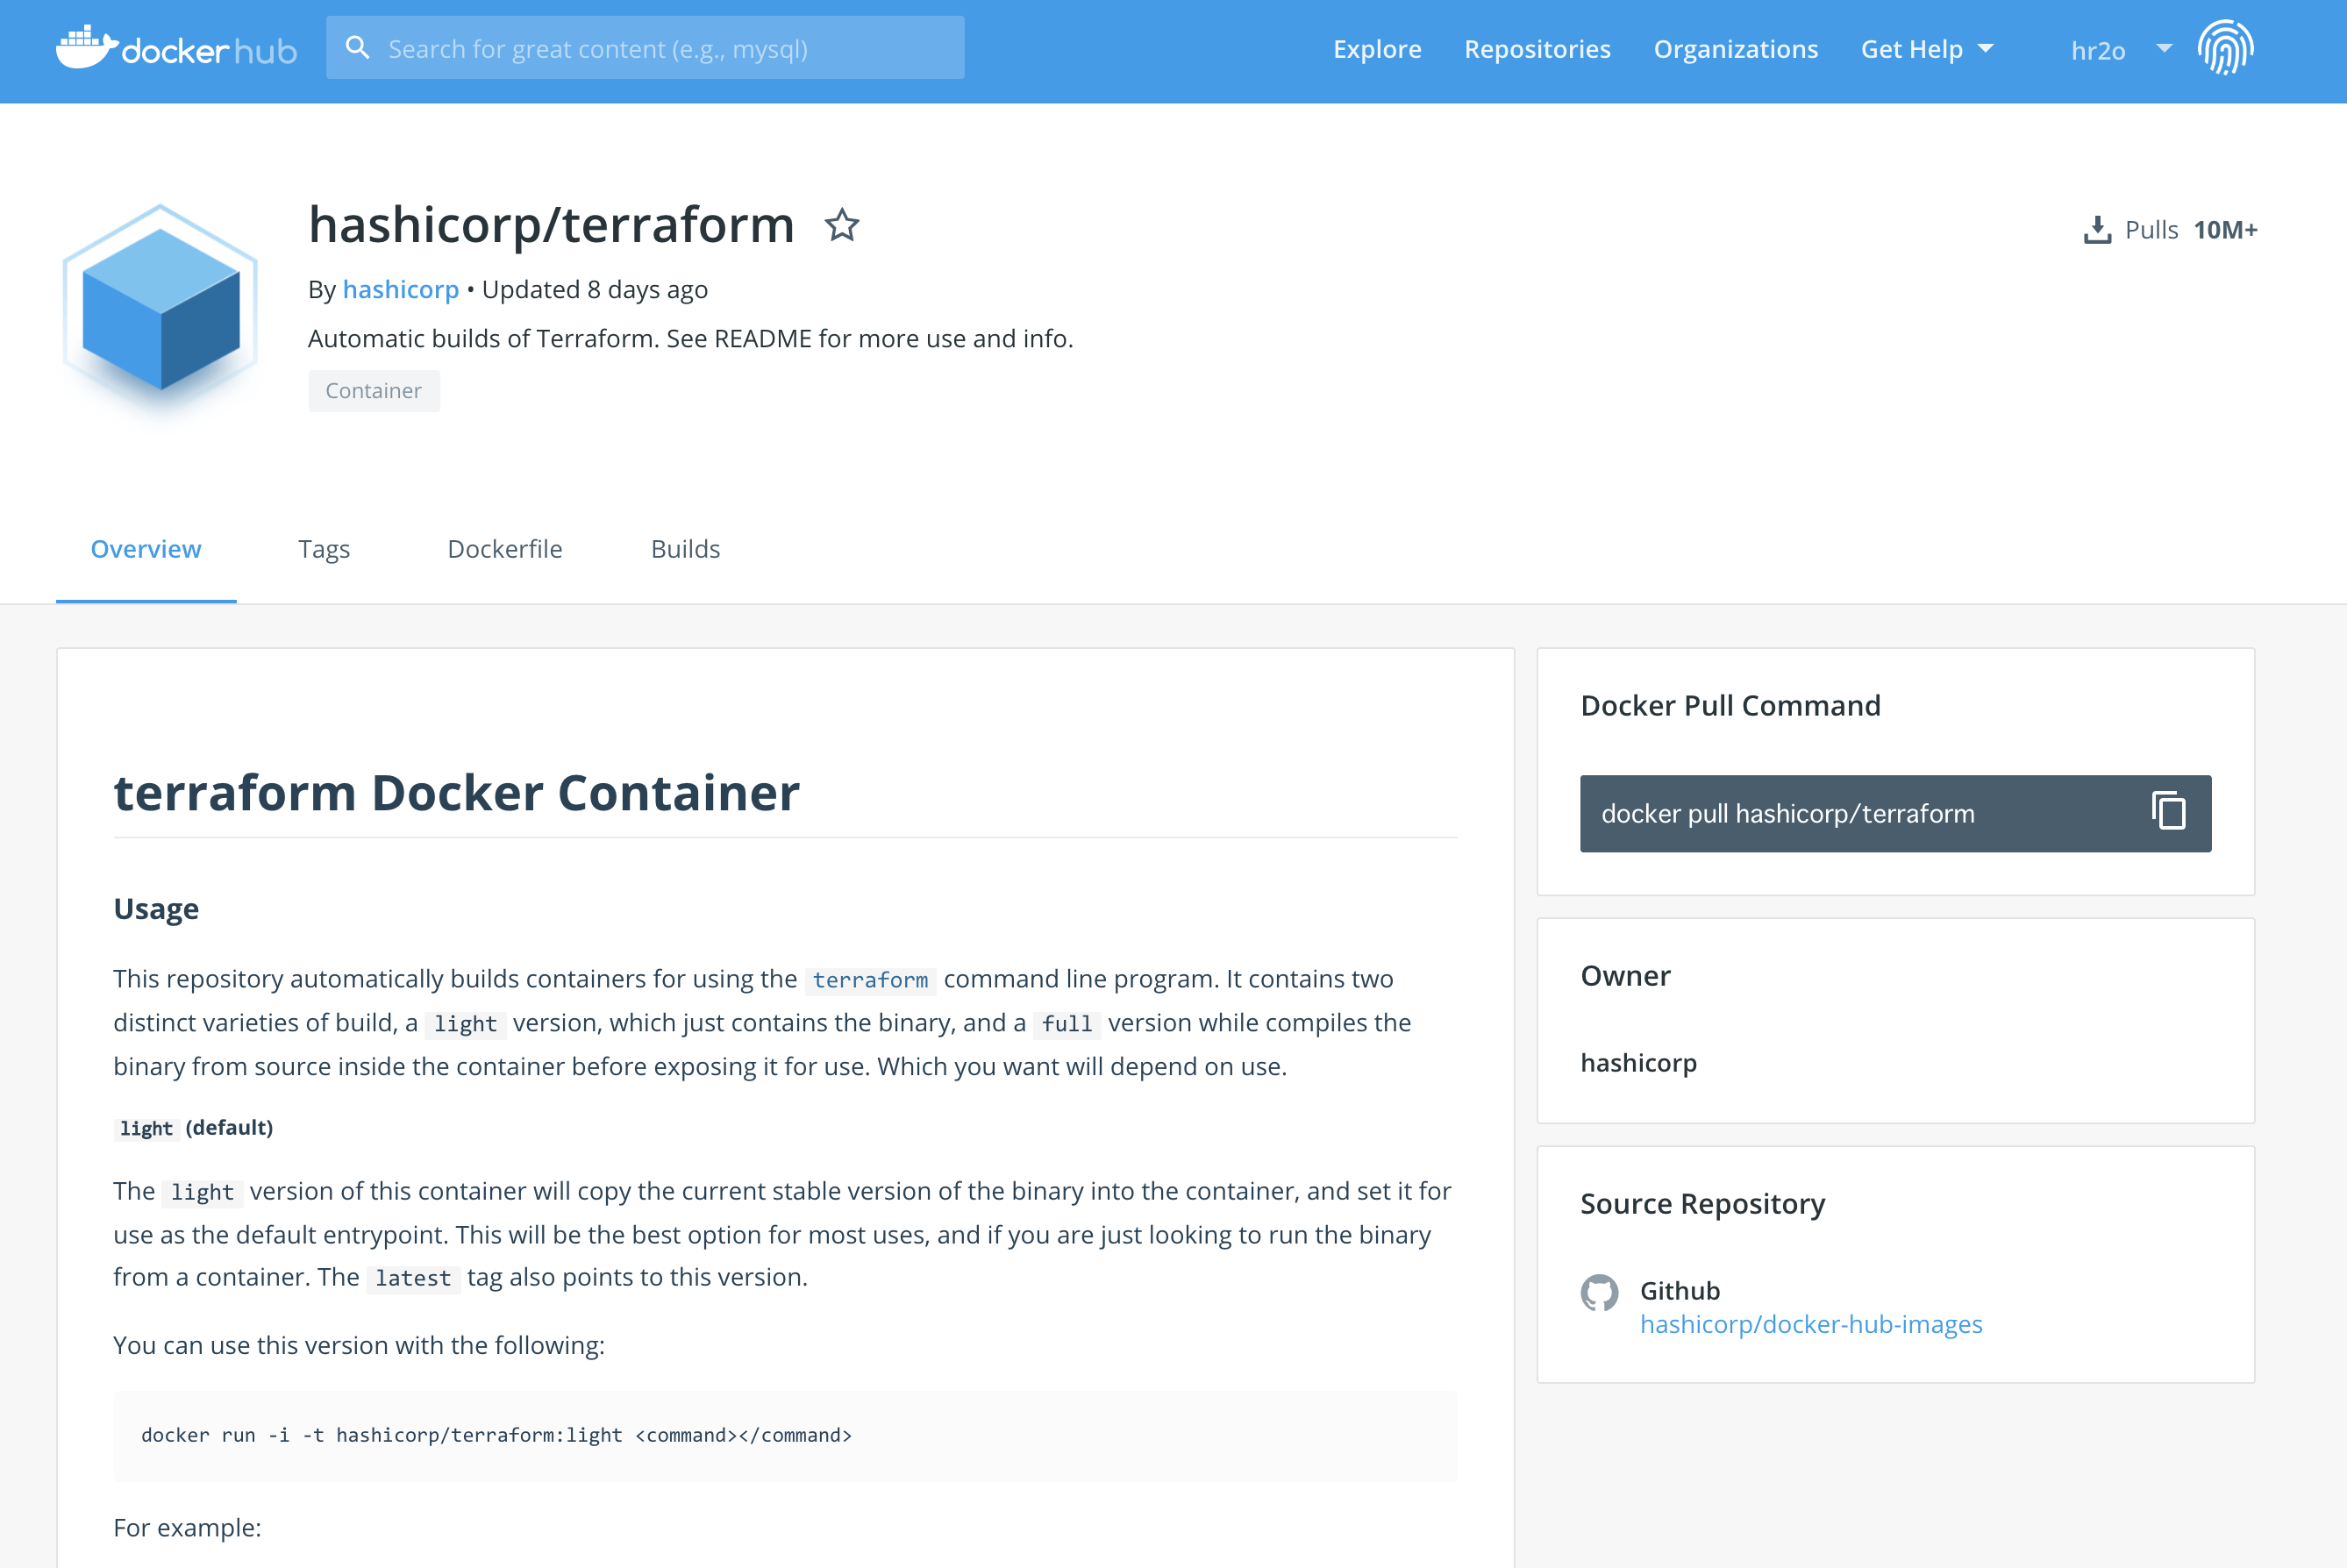 docker hub
Search for great content (e.g., mysql)
Explore
Repositories
Organizations
Get Help
hr2o
hashicorp/terraform
Pulls 10M+
By hashicorp • Updated 8 days ago
Automatic builds of Terraform. See README for more use and info.
Container
Overview
Tags
Dockerfile
Builds
terraform Docker Container
Usage
This repository automatically builds containers for using the terraform command line program. It contains two
distinct varieties of build, a light version, which just contains the binary, and a full version while compiles the
binary from source inside the container before exposing it for use. Which you want will depend on use.
light (default)
The light version of this container will copy the current stable version of the binary into the container, and set it for
use as the default entrypoint. This will be the best option for most uses, and if you are just looking to run the binary
from a container. The latest tag also points to this version.
You can use this version with the following:
docker run -i -t hashicorp/terraform:light <command></command>
For example:
Docker Pull Command
docker pull hashicorp/terraform
Owner
hashicorp
Source Repository
Github
hashicorp/docker-hub-images